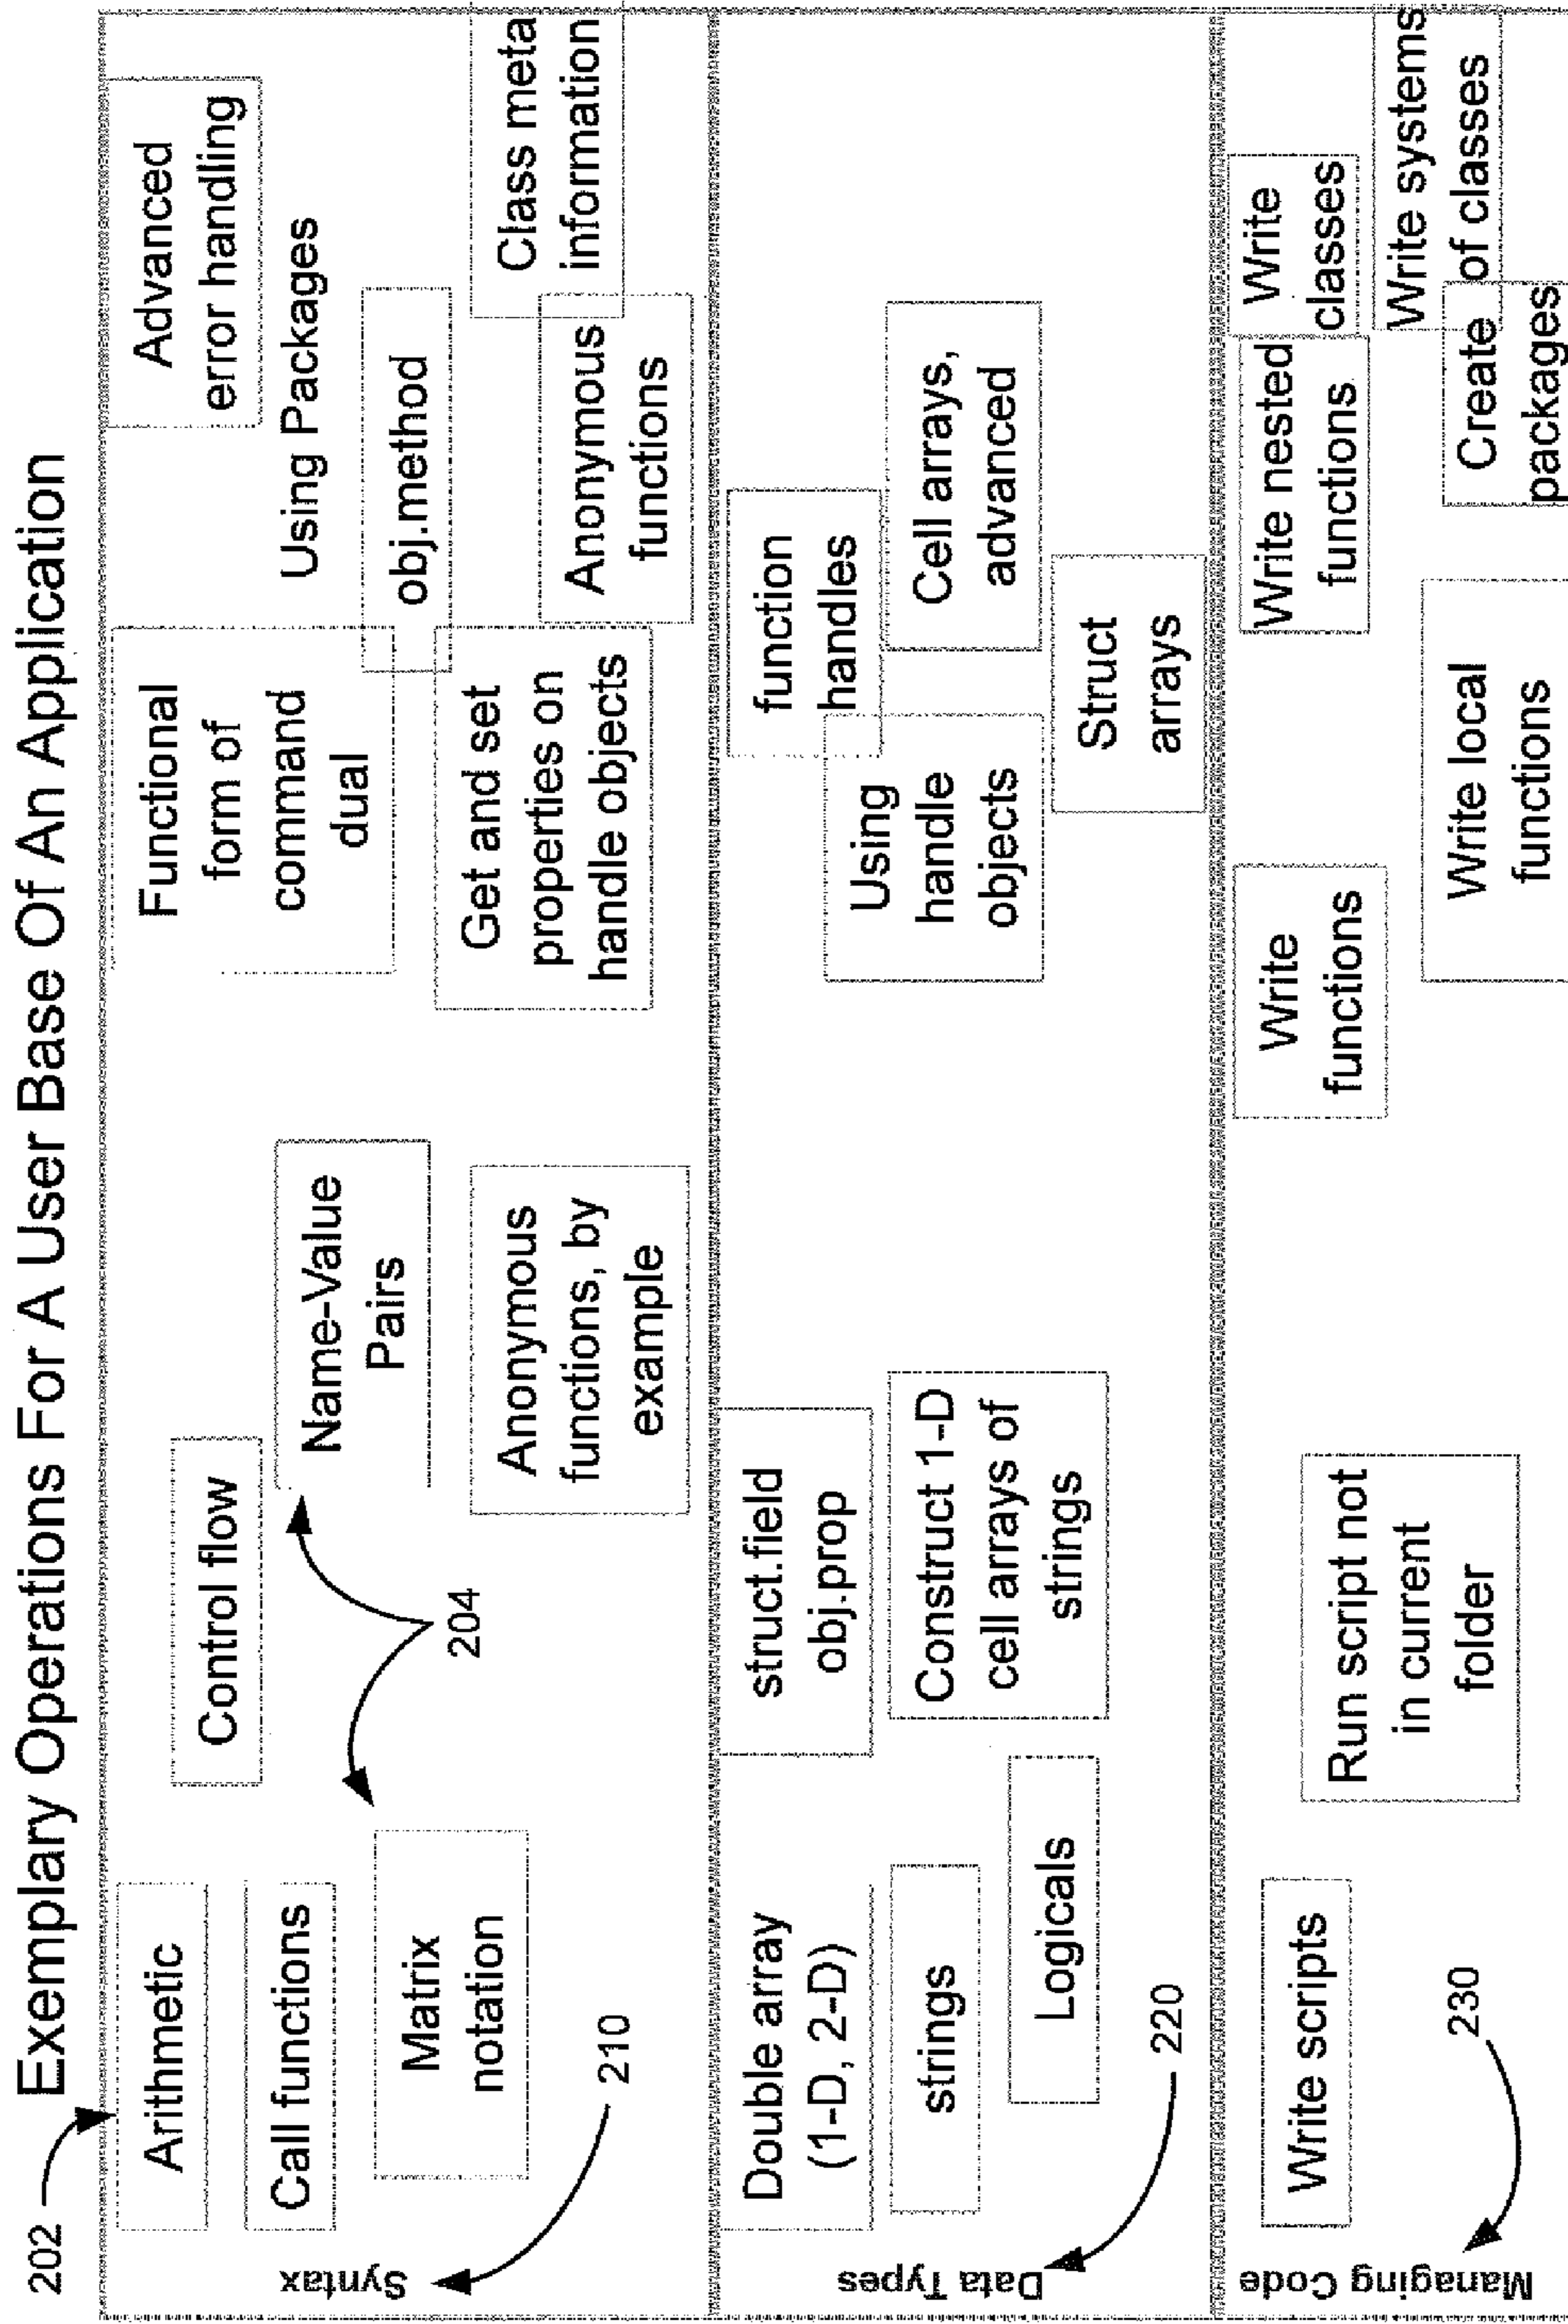 202
Exemplary Operations For A User Base Of An Application
Syntax
210
Arithmetic
Call functions
Matrix
notation
204
Control flow
Name-Value
Pairs
Anonymous
functions, by
example
Functional
form of
command
dual
Get and set
properties on
handle objects
Advanced
error handling
Using Packages
obj.method
Anonymous
functions
Class meta
information
Data Types
220
Double array
(1-D, 2-D)
strings
Logicals
struct.field
obj.prop
Construct 1-D
cell arrays of
strings
Using
handle
objects
function
handles
Cell arrays,
advanced
Struct
arrays
Managing Code
230
Write scripts
Run script not
in current
folder
Write
functions
Write local
functions
Write nested
functions
Write
classes
Write systems
of classes
Create
packages